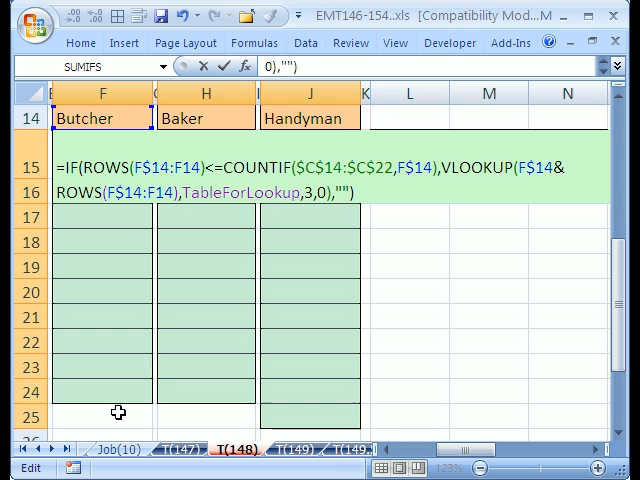 EMT146-154..xls [Compatibility Mod... M
Home Insert Page Layout Formulas Data Review View Developer Add-Ins
SUMIFS 0),"")
F H J K L M N
14 Butcher Baker Handyman
15 =IF(ROWS(F$14:F14)<=COUNTIF($C$14:$C$22,F$14),VLOOKUP(F$14&
16 ROWS(F$14:F14),TableForLookup,3,0),"")
17
18
19
20
21
22
23
24
25
Job(10) T(147) T(148) T(149) T(149.
Edit 123%